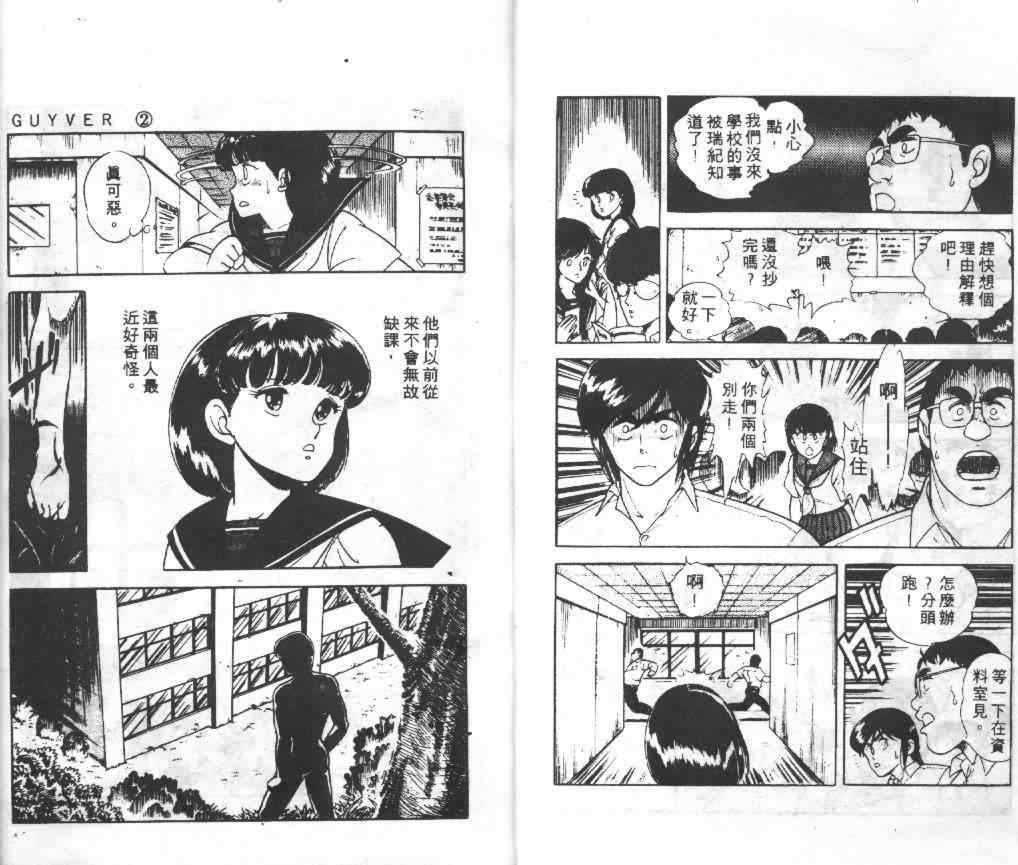 小心
點，
我們沒來
學校的事
被瑞紀知
道了！
趕快想個
理由解釋
吧！
喂！
還沒抄
完嗎？
一下
就好。
啊——
站住
你們兩個
別走！
怎麼辦
？分頭
跑！
等一下在資
料室見。
啊！
GUYVER ②
眞可惡。
他們以前從
來不會無故
缺課，
這兩個人最
近好奇怪。